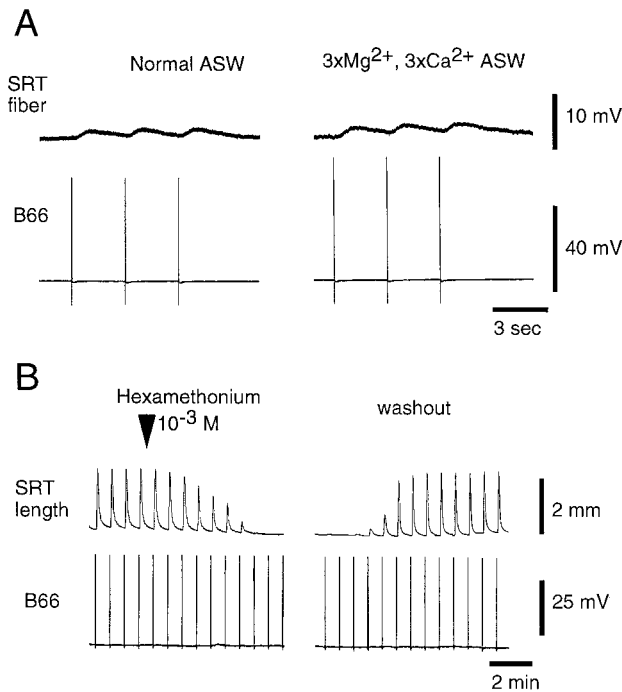 A
Normal ASW
3xMg2+, 3xCa2+ ASW
SRT
fiber
10 mV
B66
40 mV
3 sec
B
Hexamethonium
10-3 M
washout
SRT
length
2 mm
B66
25 mV
2 min